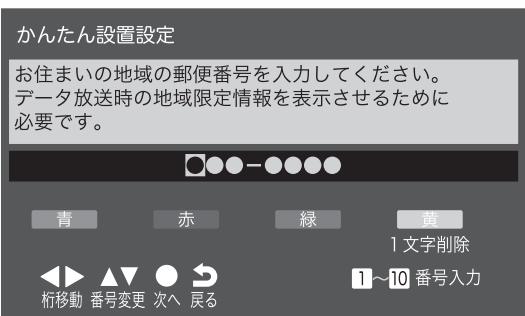 かんたん設置設定
お住まいの地域の郵便番号を入力してください。
データ放送時の地域限定情報を表示させるために
必要です。
●●●−●●●●
青 赤 緑 黄
1文字削除
1～10 番号入力
桁移動 番号変更 次へ 戻る